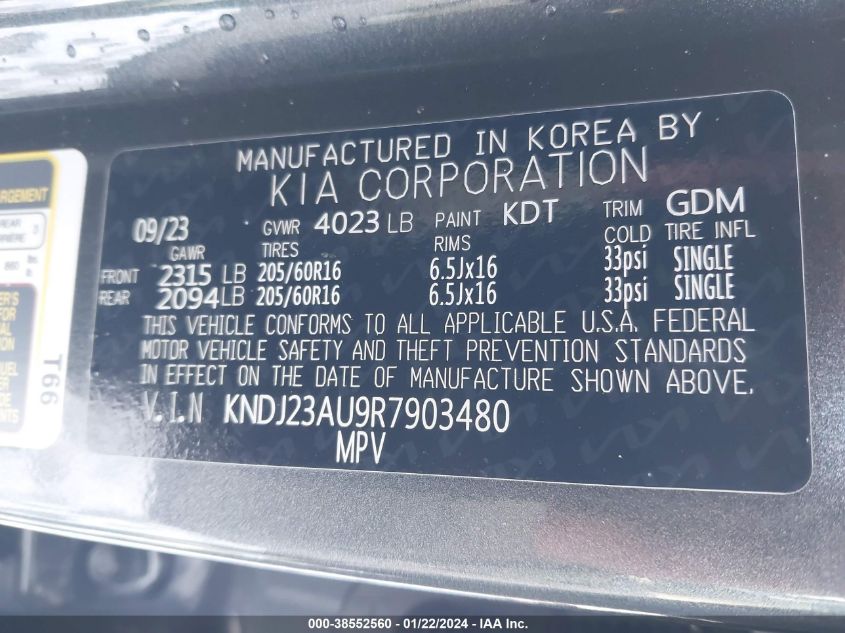 MANUFACTURED IN KOREA BY
KIA CORPORATION
09/23 GVWR 4023 LB PAINT KDT TRIM GDM
GAWR TIRES RIMS COLD TIRE INFL
FRONT 2315 LB 205/60R16 6.5Jx16 33psi SINGLE
REAR 2094 LB 205/60R16 6.5Jx16 33psi SINGLE
THIS VEHICLE CONFORMS TO ALL APPLICABLE U.S.A. FEDERAL
MOTOR VEHICLE SAFETY AND THEFT PREVENTION STANDARDS
IN EFFECT ON THE DATE OF MANUFACTURE SHOWN ABOVE.
V.I.N KNDJ23AU9R7903480
MPV
T66
000-38552560 - 01/22/2024 - IAA Inc.